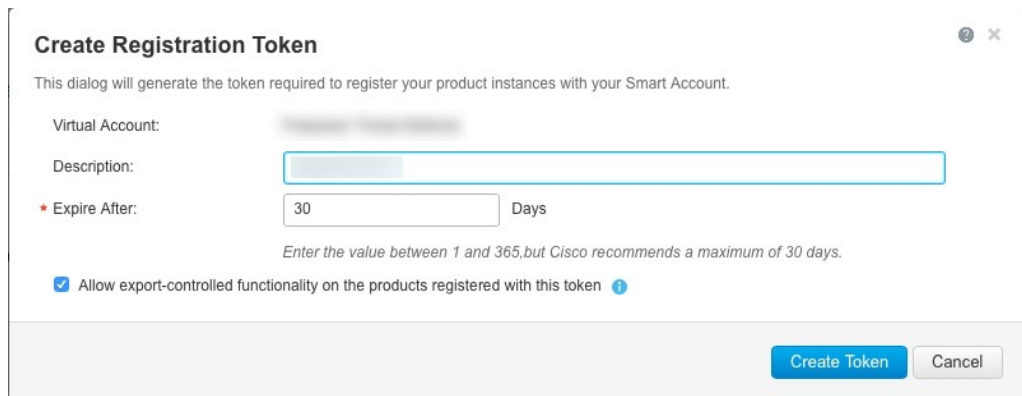 Create Registration Token
This dialog will generate the token required to register your product instances with your Smart Account.
Virtual Account:
Description:
* Expire After: 30 Days
Enter the value between 1 and 365,but Cisco recommends a maximum of 30 days.
Allow export-controlled functionality on the products registered with this token
Create Token Cancel